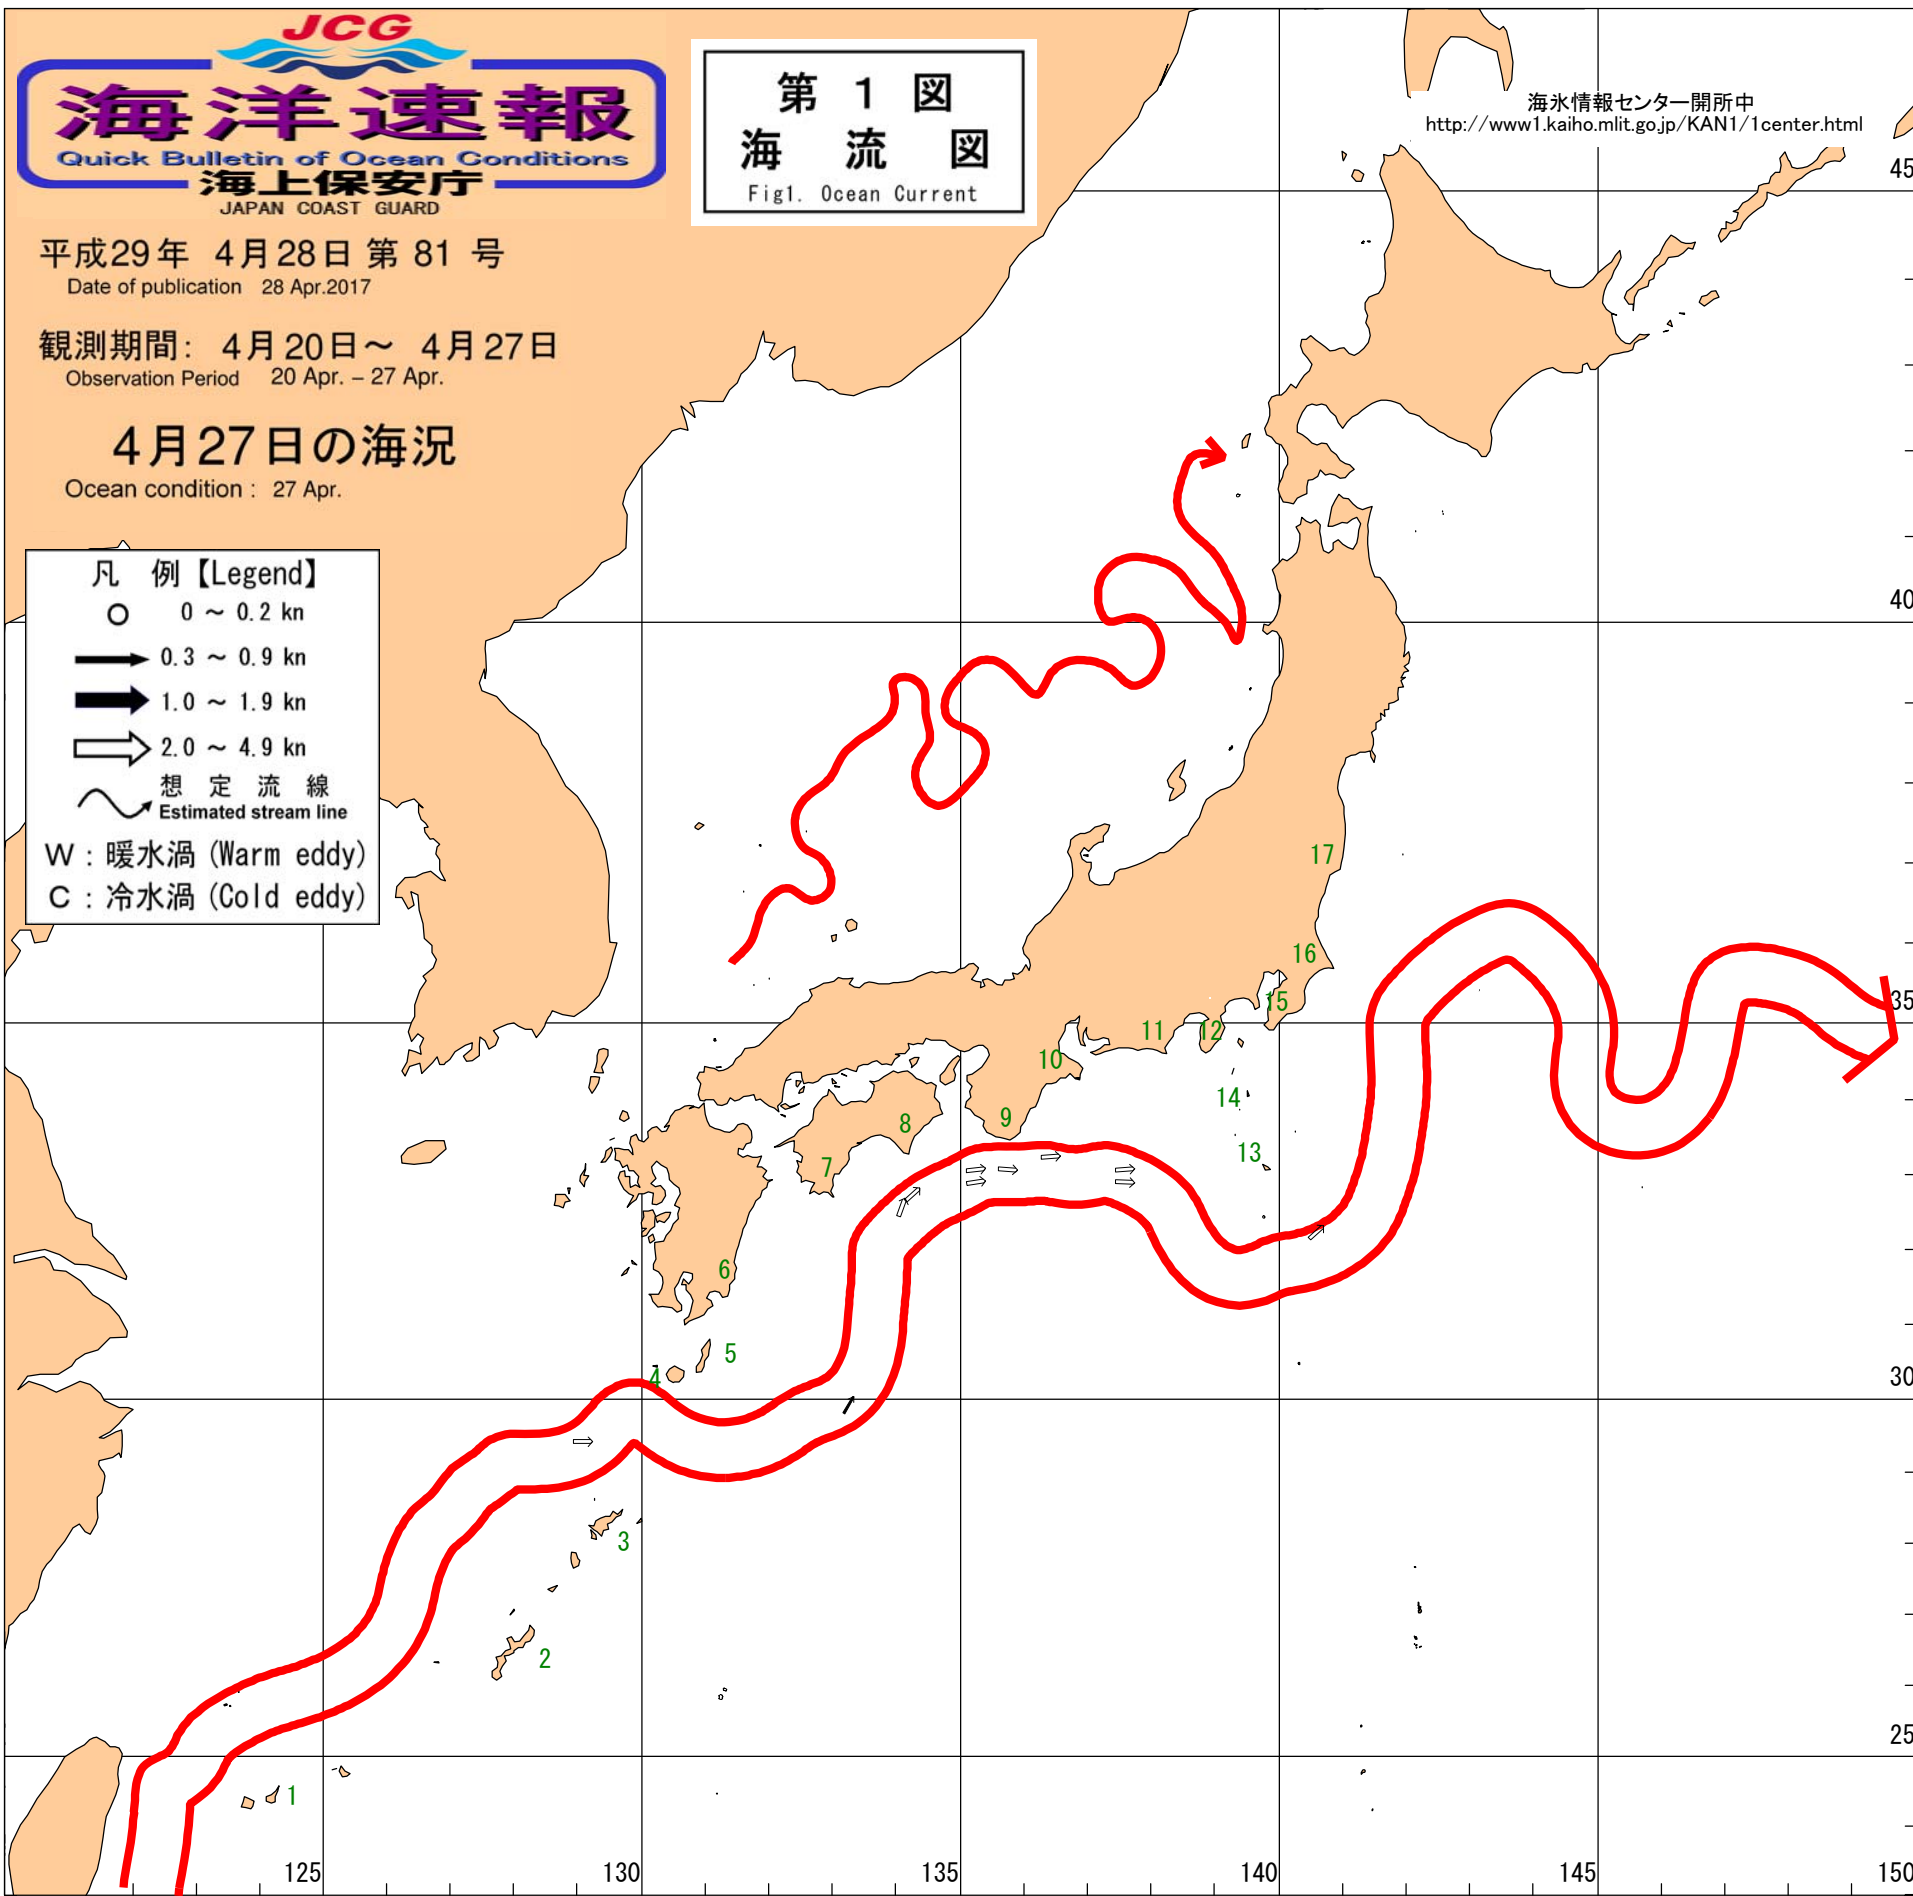 JCG
海洋速報
Quick Bulletin of Ocean Conditions
海上保安庁
JAPAN COAST GUARD
第 1 図
海 流 図
Fig1. Ocean Current
海氷情報センター開所中
http://www1.kaiho.mlit.go.jp/KAN1/1center.html
平成29年 4月28日 第 81 号
Date of publication 28 Apr.2017
観測期間: 4月20日～ 4月27日
Observation Period 20 Apr. – 27 Apr.
4月27日の海況
Ocean condition : 27 Apr.
凡 例【Legend】
0 ～ 0.2 kn
0.3 ～ 0.9 kn
1.0 ～ 1.9 kn
2.0 ～ 4.9 kn
想 定 流 線
Estimated stream line
W : 暖水渦 (Warm eddy)
C : 冷水渦 (Cold eddy)
45
40
17
16
35
15
12
11
10
14
9
8
13
7
6
5
4
30
3
2
25
1
125
130
135
140
145
150